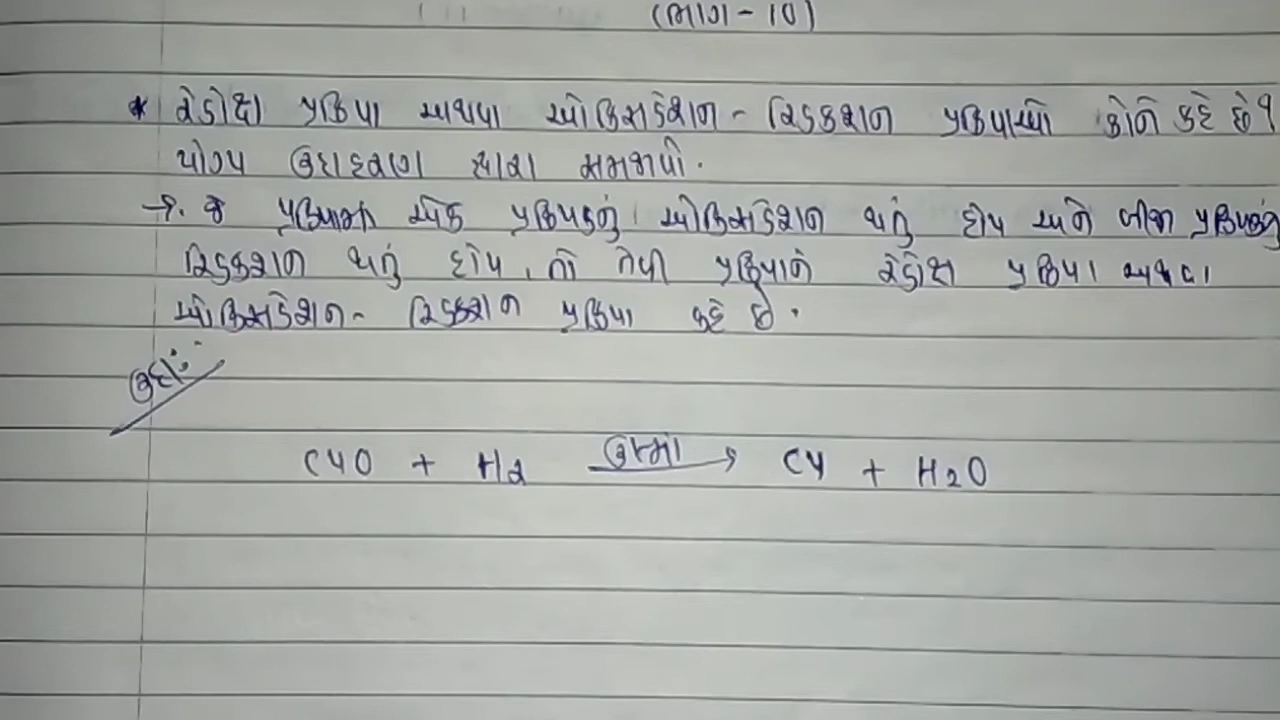 (ભાગ - 10)
* રેડોક્ષ પ્રક્રિયા અથવા ઓક્સિડેશન - રિડક્શન પ્રક્રિયાઓ કોને કહે છે?
યોગ્ય ઉદાહરણ સાથે સમજાવો.
→. જે પ્રક્રિયામાં એક પ્રક્રિયકનું ઓક્સિડેશન થતું હોય અને બીજા પ્રક્રિયકનું
રિડક્શન થતું હોય, તો તેવી પ્રક્રિયાને રેડોક્ષ પ્રક્રિયા અથવા
ઓક્સિડેશન - રિડક્શન પ્રક્રિયા કહે છે.
ઉદા:-
CuO + H2 ઉષ્મા → Cu + H2O